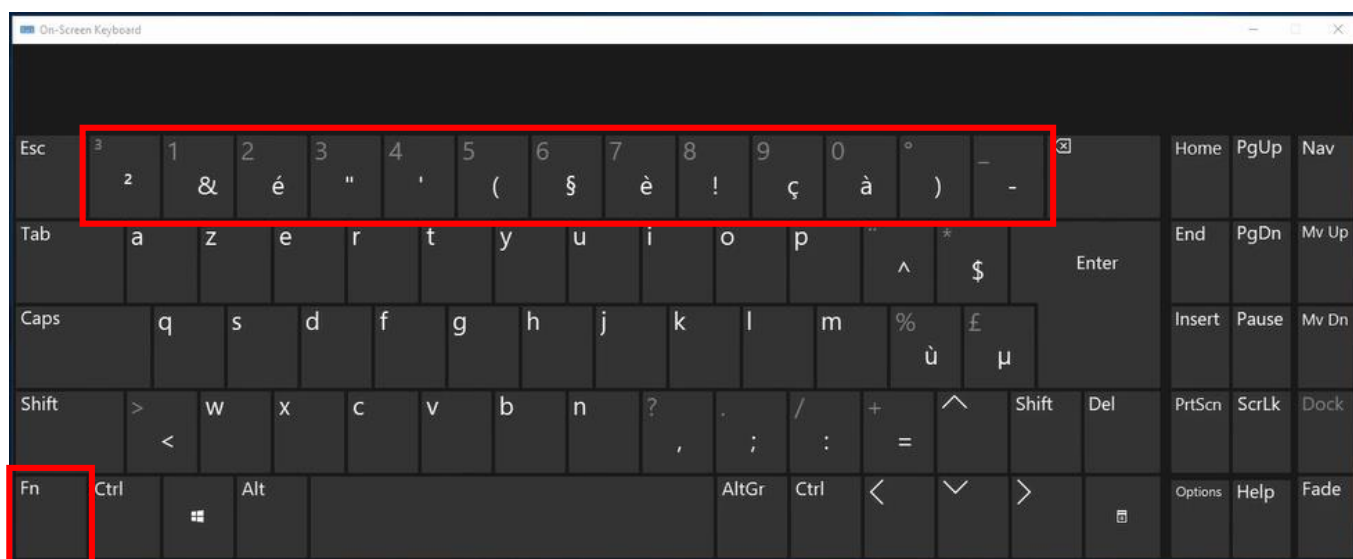 On-Screen Keyboard
Esc ³ ² 1 & 2 é 3 " 4 ' 5 ( 6 § 7 è 8 ! 9 ç 0 à ° ) _ - Home PgUp Nav
Tab a z e r t y u i o p ¨ ^ * $ Enter End PgDn Mv Up
Caps q s d f g h j k l m % ù £ µ Insert Pause Mv Dn
Shift > < w x c v b n ? , . ; / : + = Shift Del PrtScn ScrLk Dock
Fn Ctrl Alt AltGr Ctrl Options Help Fade